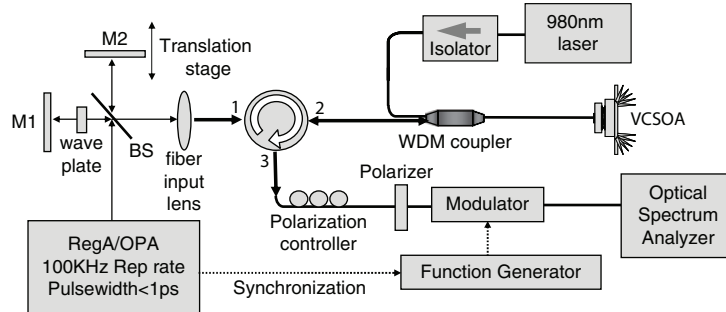 M2
Translation
stage
M1
wave
plate
BS
fiber
input
lens
1
2
3
Isolator
980nm
laser
WDM coupler
VCSOA
Polarizer
Polarization
controller
Modulator
Optical
Spectrum
Analyzer
RegA/OPA
100KHz Rep rate
Pulsewidth<1ps
Synchronization
Function Generator